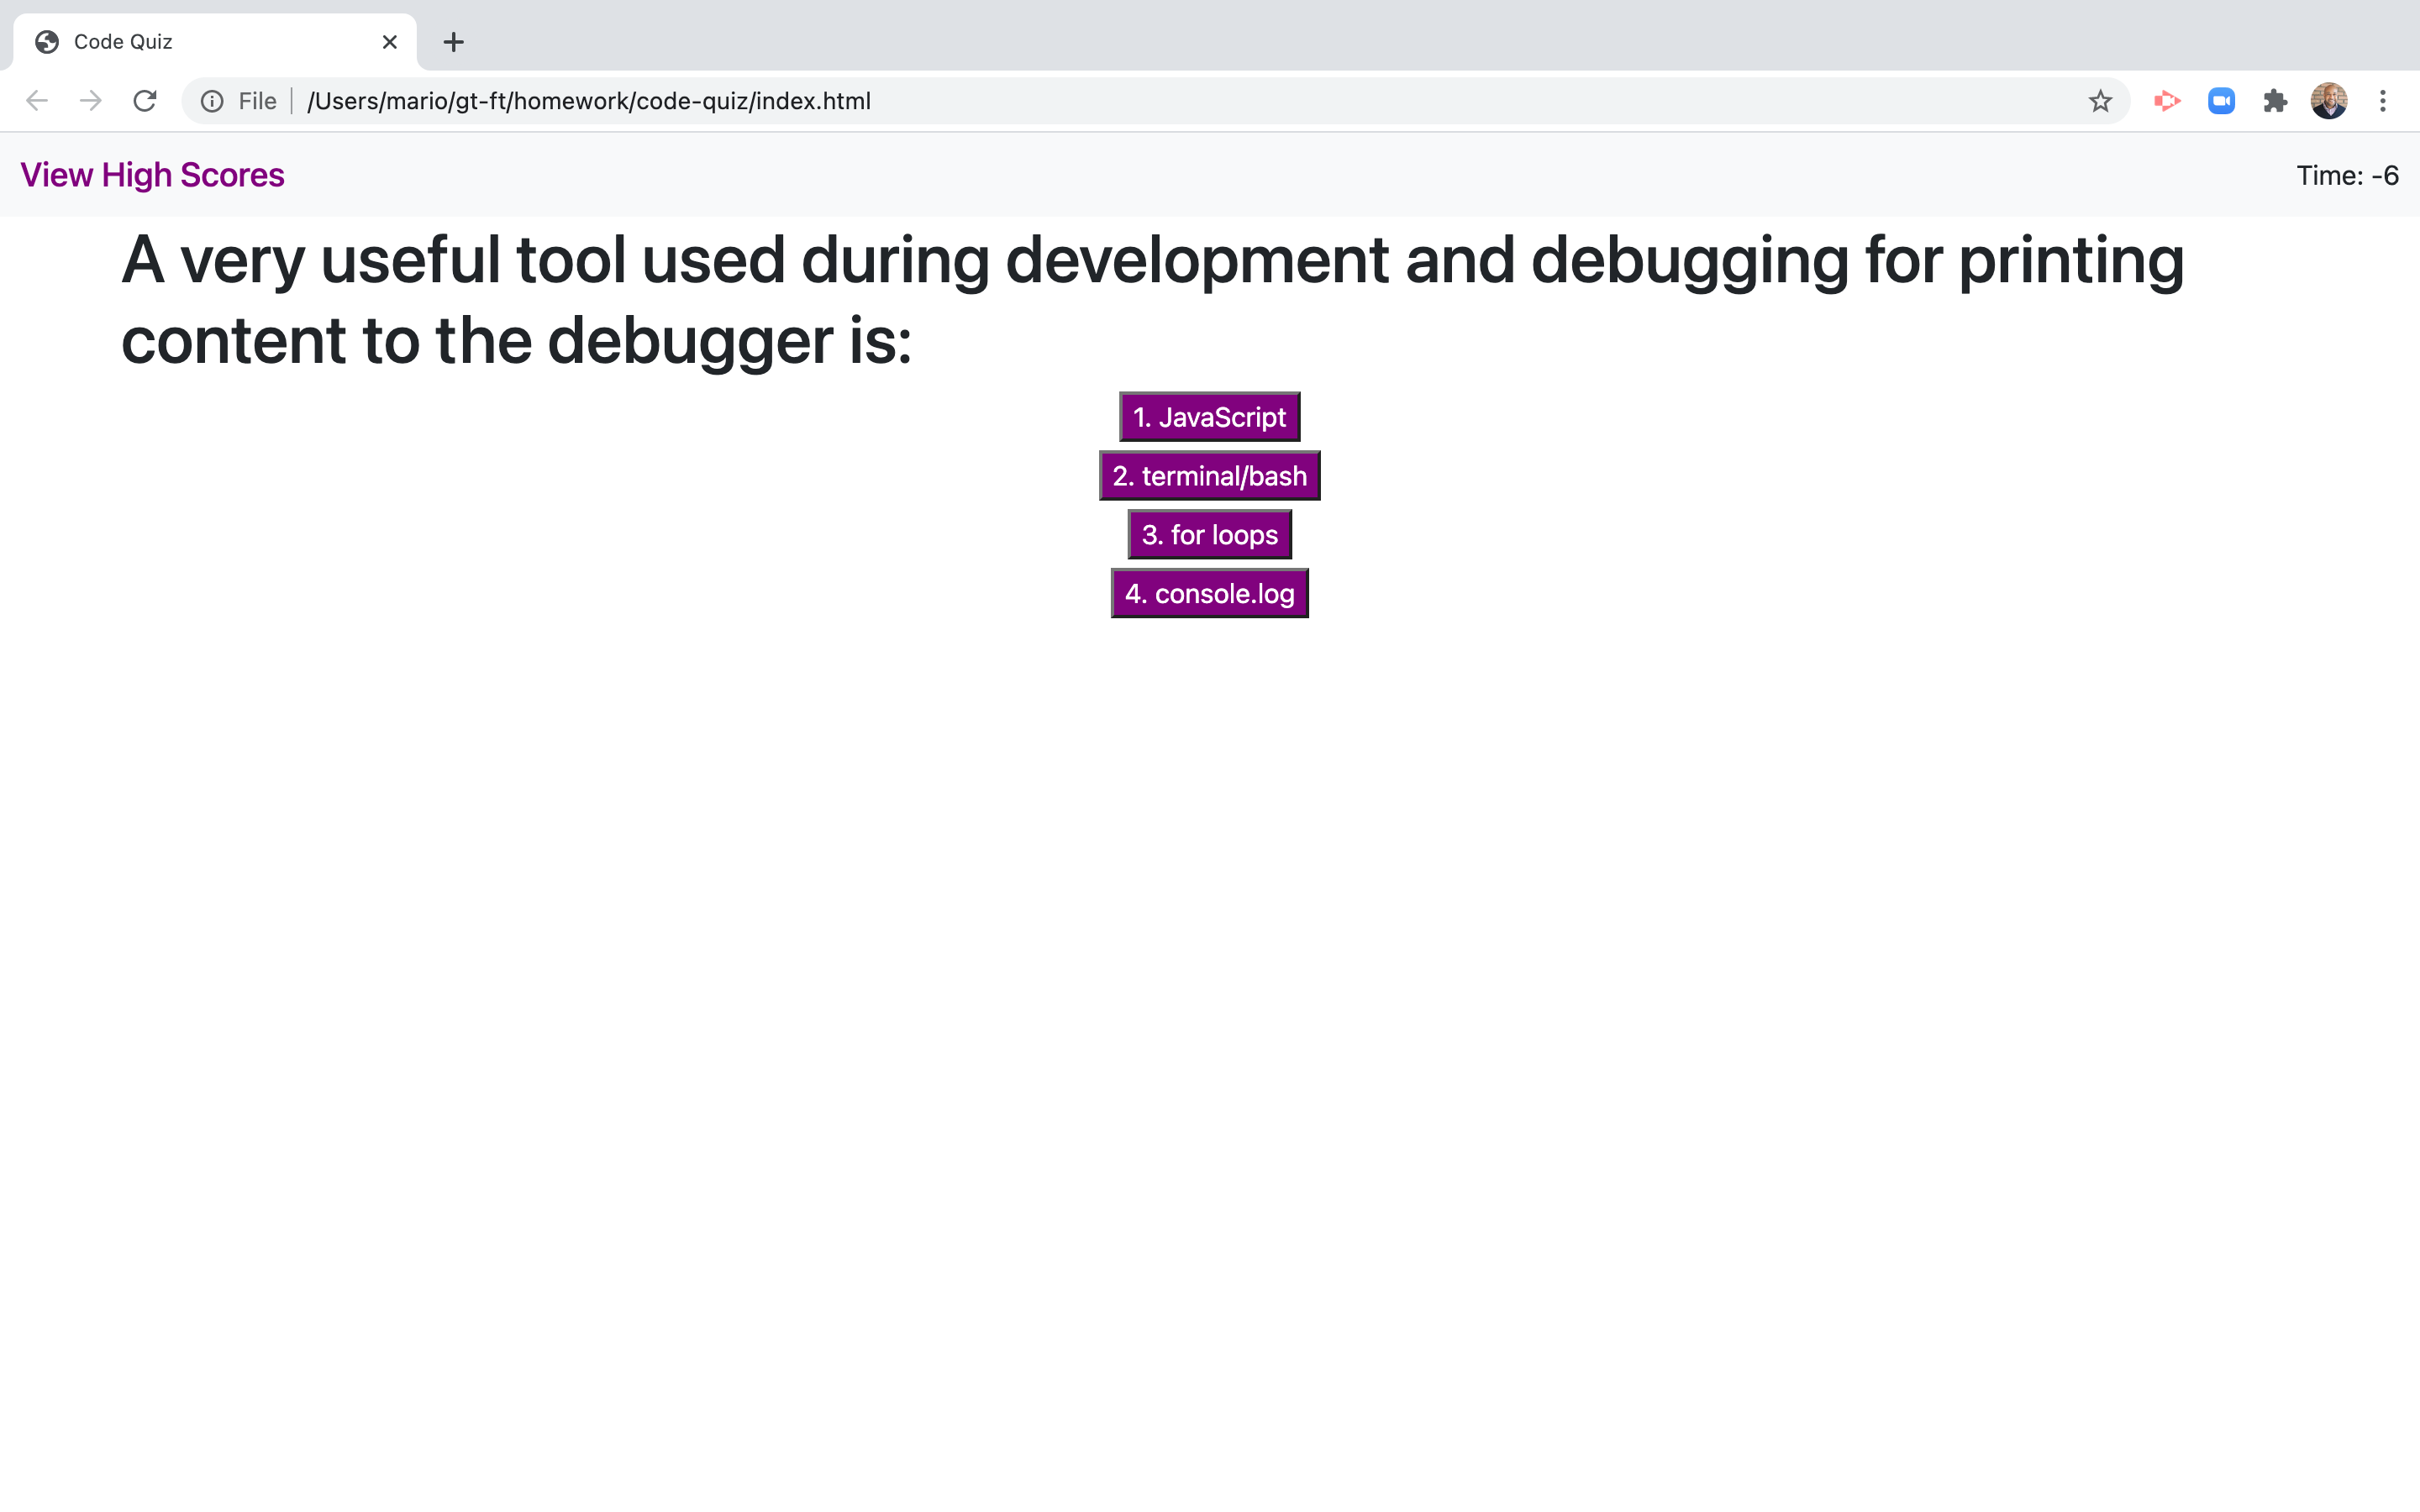 Code Quiz
File /Users/mario/gt-ft/homework/code-quiz/index.html
View High Scores
Time: -6
A very useful tool used during development and debugging for printing
content to the debugger is:
1. JavaScript
2. terminal/bash
3. for loops
4. console.log